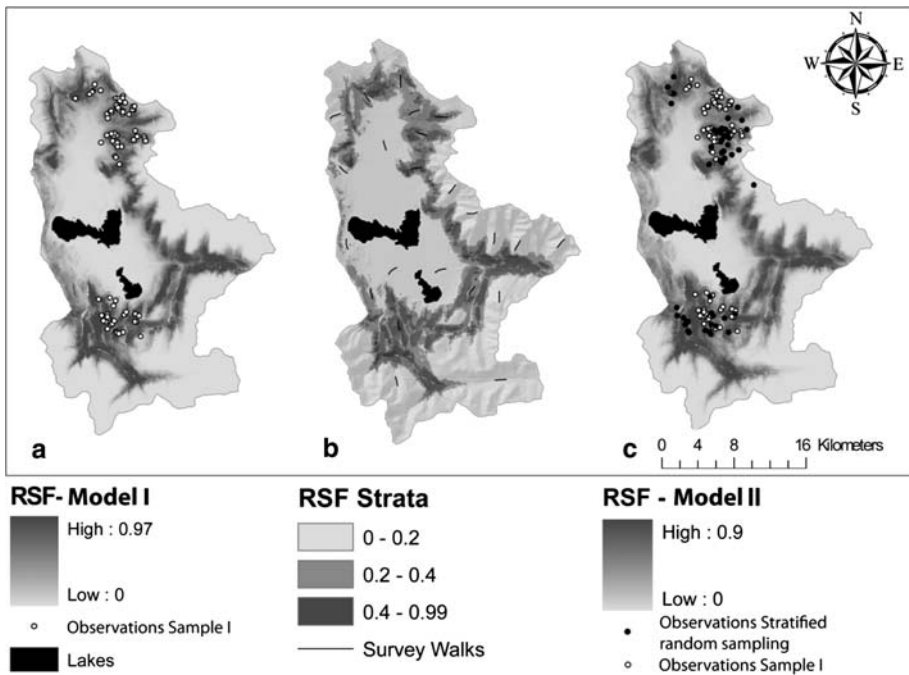 N
W E
S
a
b
c
0 4 8 16 Kilometers
RSF- Model I
High : 0.97
Low : 0
Observations Sample I
Lakes
RSF Strata
0 - 0.2
0.2 - 0.4
0.4 - 0.99
Survey Walks
RSF - Model II
High : 0.9
Low : 0
Observations Stratified
random sampling
Observations Sample I